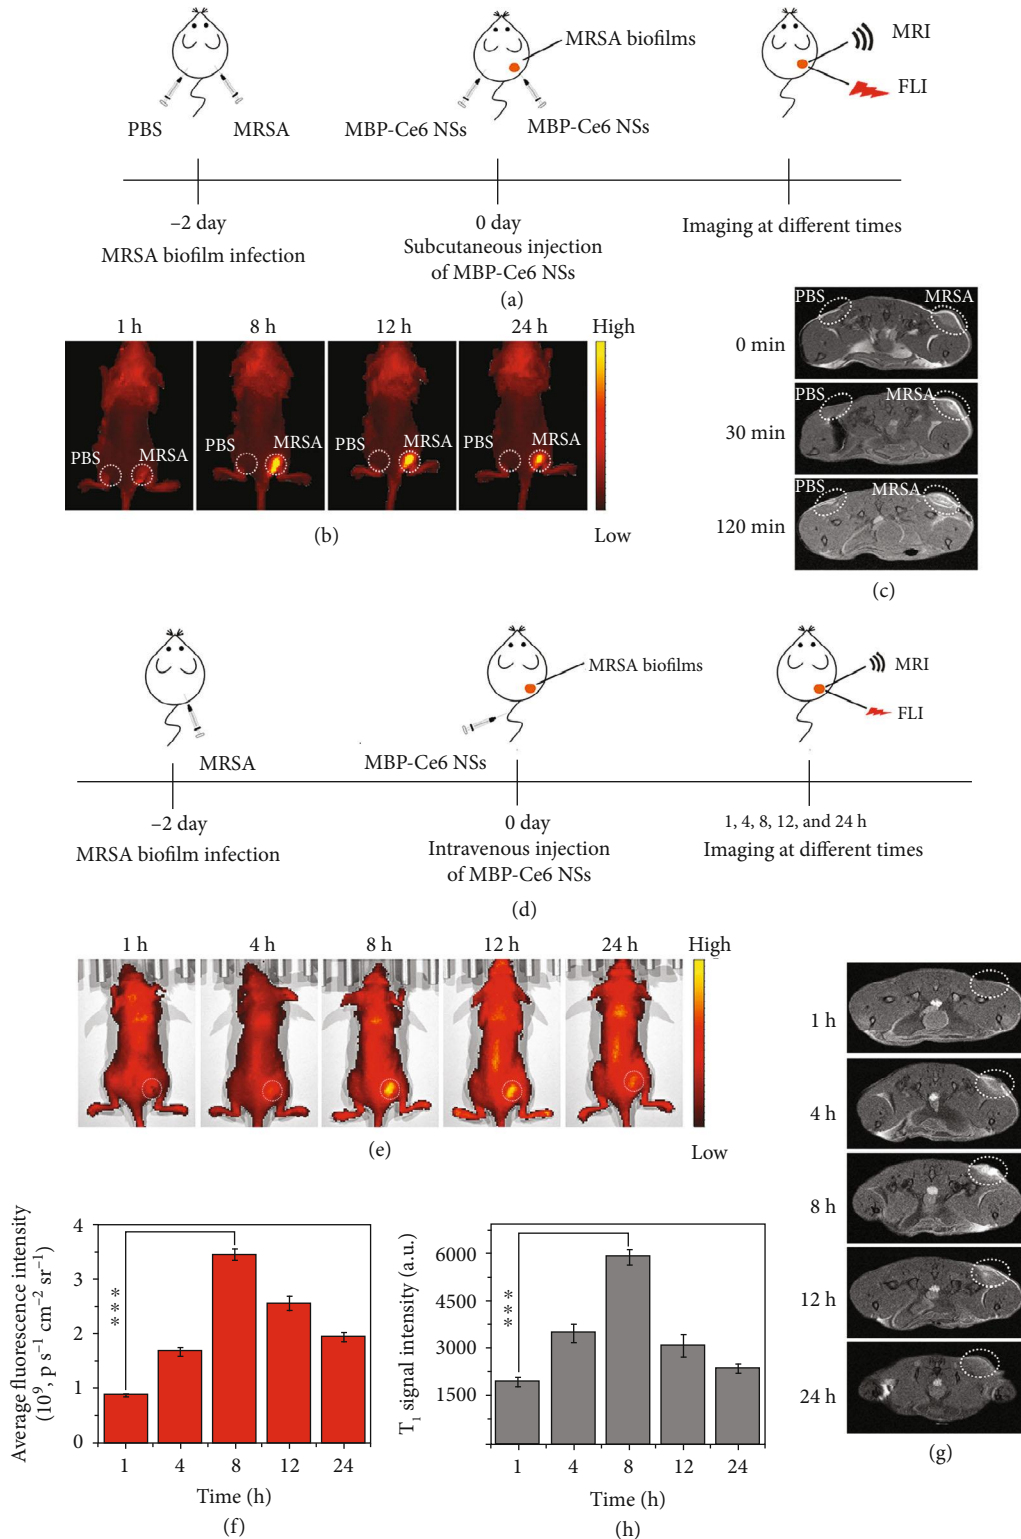 MRSA biofilms
MRI
FLI
PBS
MRSA
MBP-Ce6 NSs
MBP-Ce6 NSs
–2 day
MRSA biofilm infection
0 day
Subcutaneous injection
of MBP-Ce6 NSs
Imaging at different times
(a)
1 h
8 h
12 h
24 h
High
PBS
MRSA
PBS
MRSA
PBS
MRSA
PBS
MRSA
Low
(b)
PBS
MRSA
0 min
PBS
MRSA
30 min
PBS
MRSA
120 min
(c)
MRSA biofilms
MRI
FLI
MRSA
MBP-Ce6 NSs
–2 day
MRSA biofilm infection
0 day
Intravenous injection
of MBP-Ce6 NSs
1, 4, 8, 12, and 24 h
Imaging at different times
(d)
1 h
4 h
8 h
12 h
24 h
High
Low
(e)
1 h
4 h
8 h
12 h
24 h
(g)
Average fluorescence intensity
(10⁹, p s⁻¹ cm⁻² sr⁻¹)
4
3
2
1
0
***
1
4
8
12
24
Time (h)
(f)
T₁ signal intensity (a.u.)
6000
4500
3000
1500
***
1
4
8
12
24
Time (h)
(h)